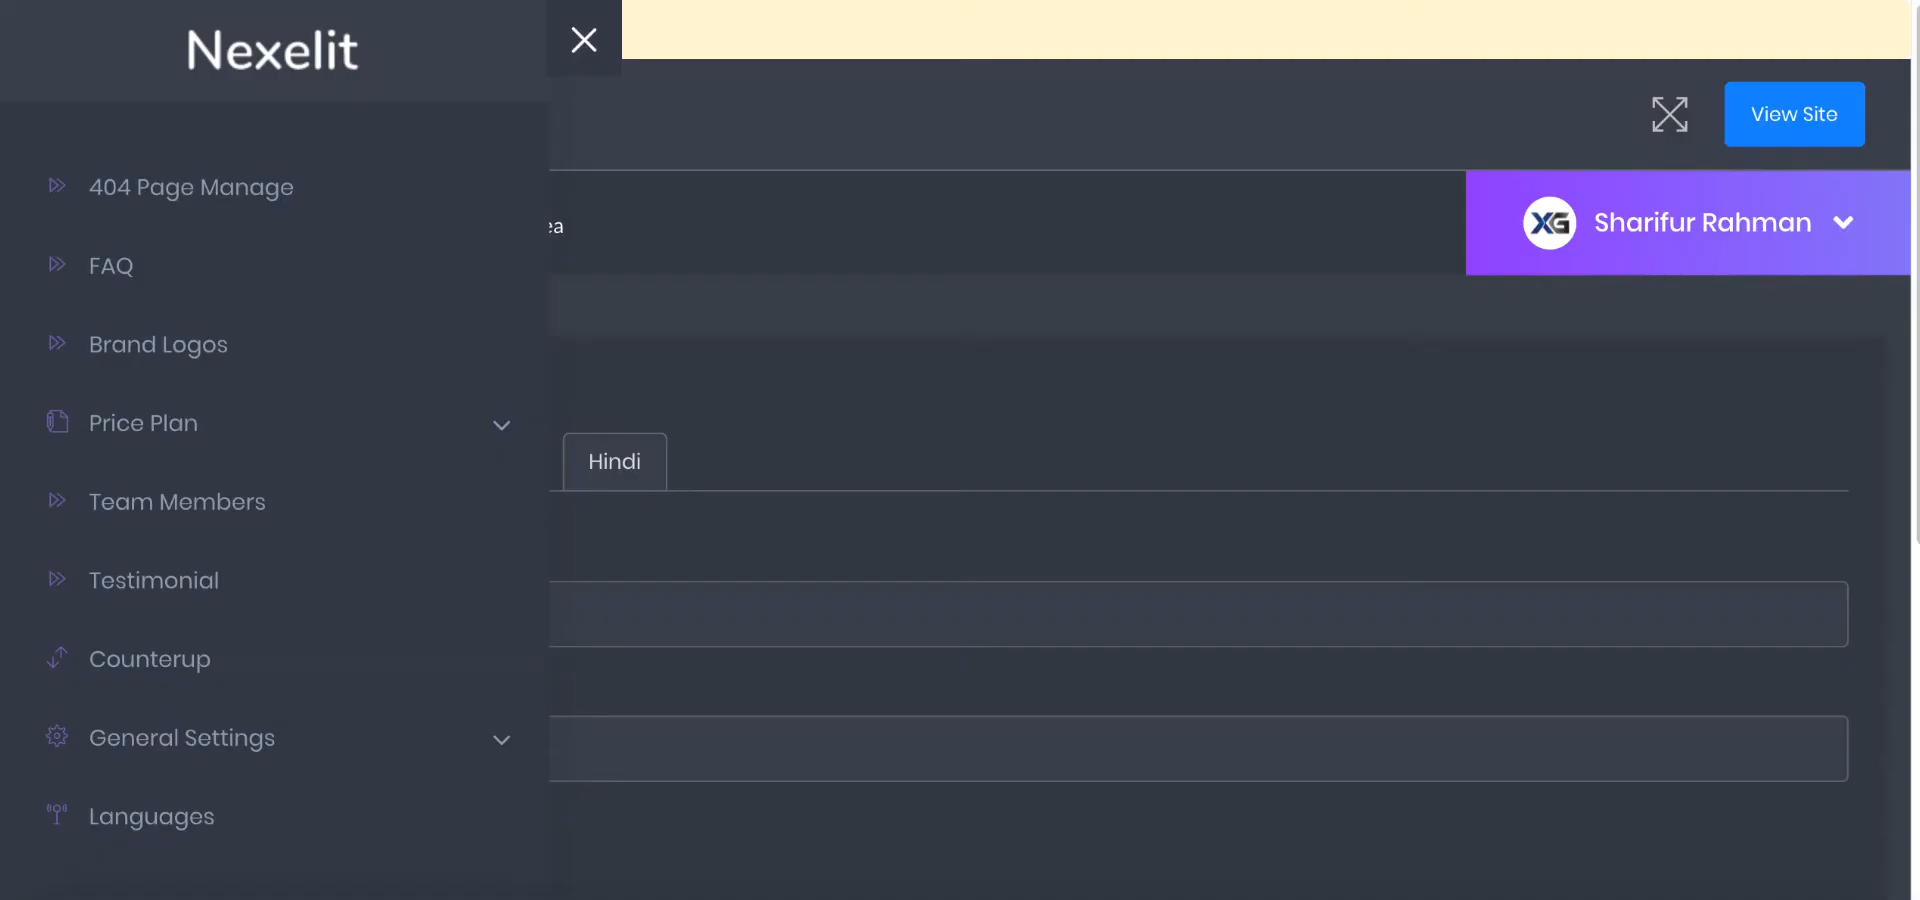 Nexelit
View Site
404 Page Manage
XG Sharifur Rahman
FAQ
Brand Logos
Price Plan
Hindi
Team Members
Testimonial
Counterup
General Settings
Languages